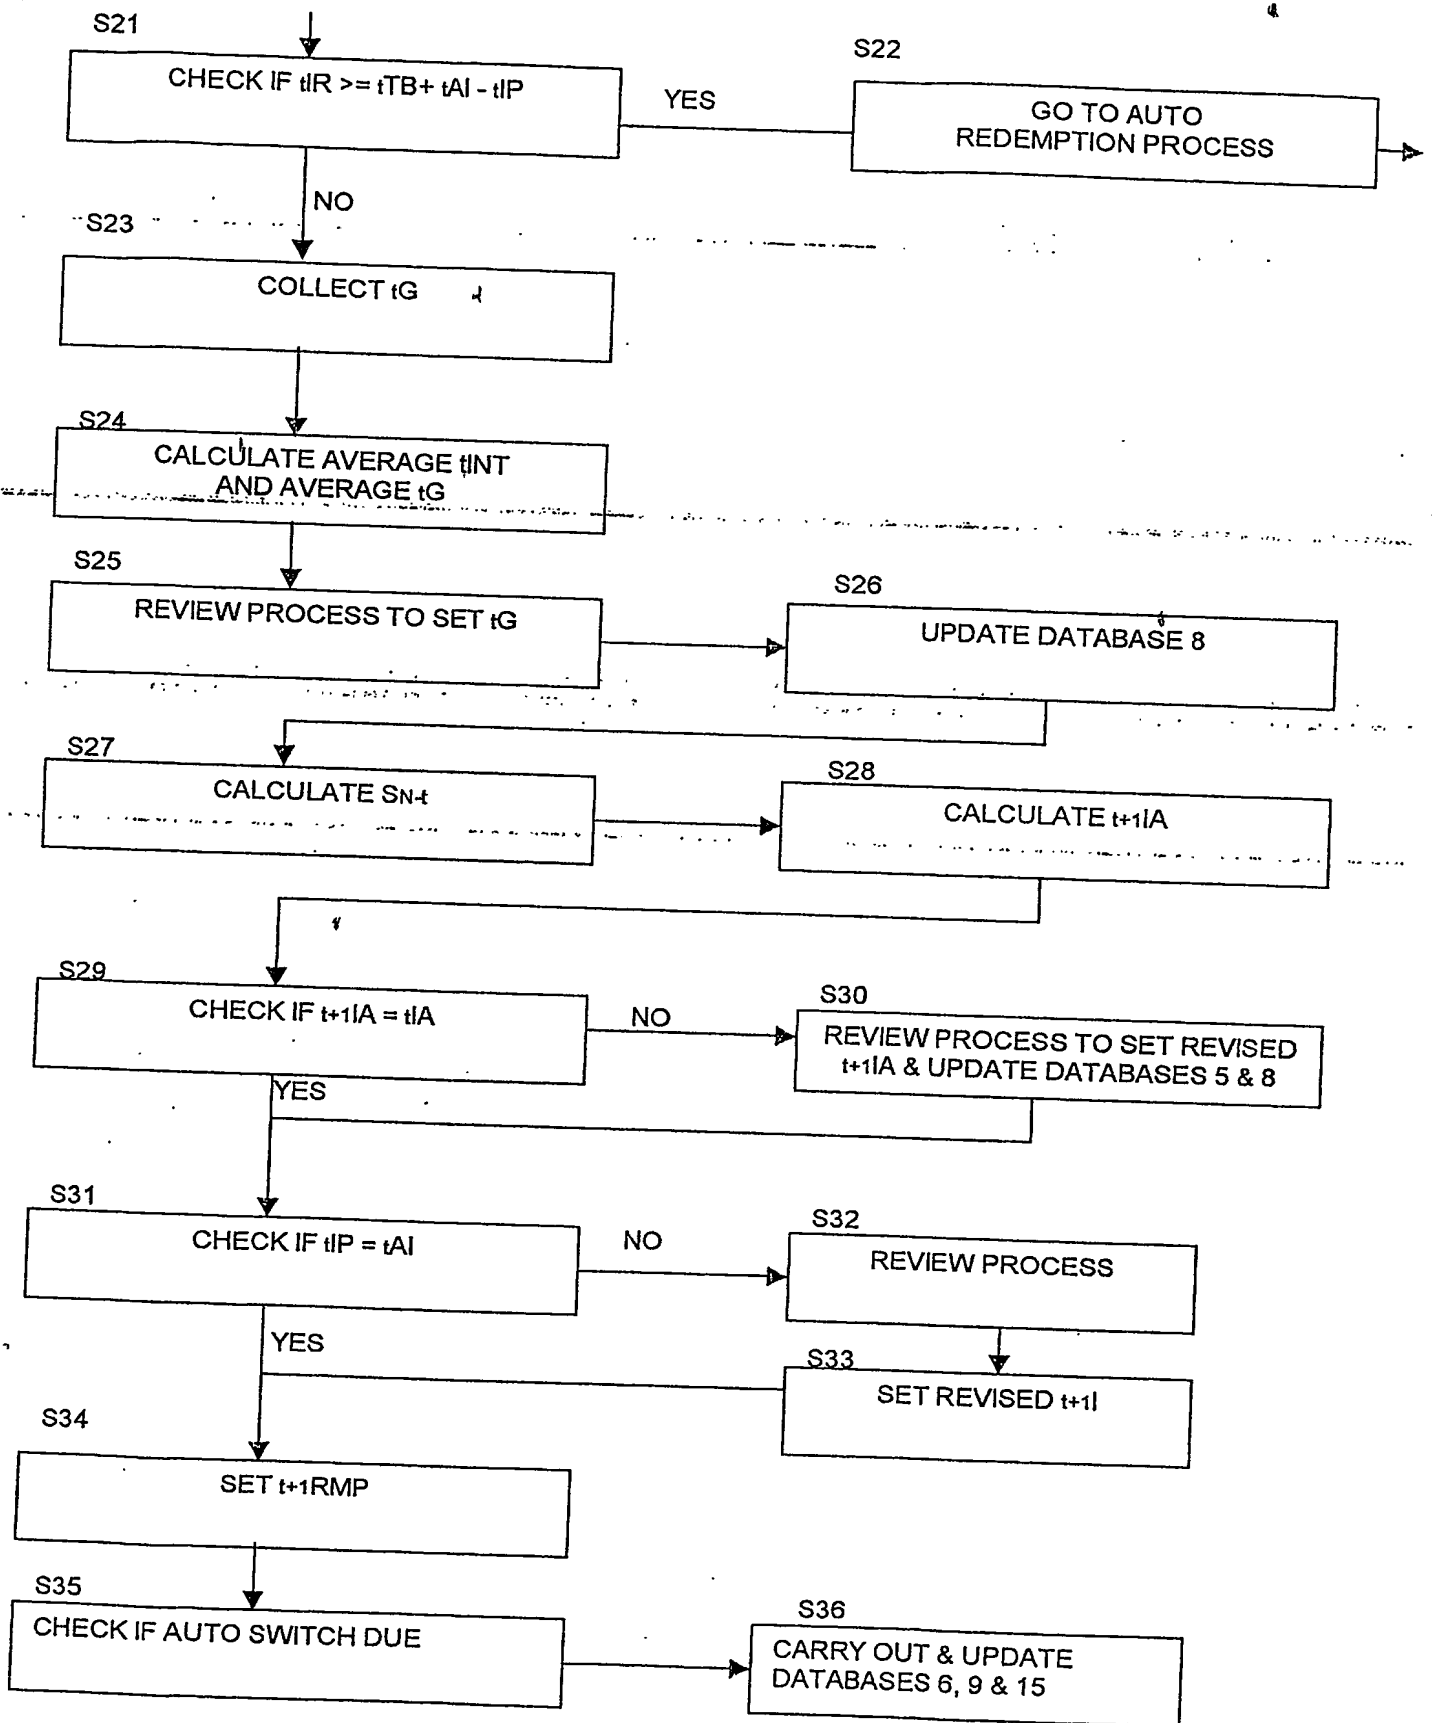 S21
CHECK IF tIR >= tTB+ tAI - tIP
YES
S22
GO TO AUTO
REDEMPTION PROCESS
NO
S23
COLLECT tG
S24
CALCULATE AVERAGE tINT
AND AVERAGE tG
S25
REVIEW PROCESS TO SET tG
S26
UPDATE DATABASE 8
S27
CALCULATE SN-t
S28
CALCULATE t+1IA
S29
CHECK IF t+1IA = tIA
NO
S30
REVIEW PROCESS TO SET REVISED
t+1IA & UPDATE DATABASES 5 & 8
YES
S31
CHECK IF tIP = tAI
NO
S32
REVIEW PROCESS
YES
S33
SET REVISED t+1I
S34
SET t+1RMP
S35
CHECK IF AUTO SWITCH DUE
S36
CARRY OUT & UPDATE
DATABASES 6, 9 & 15